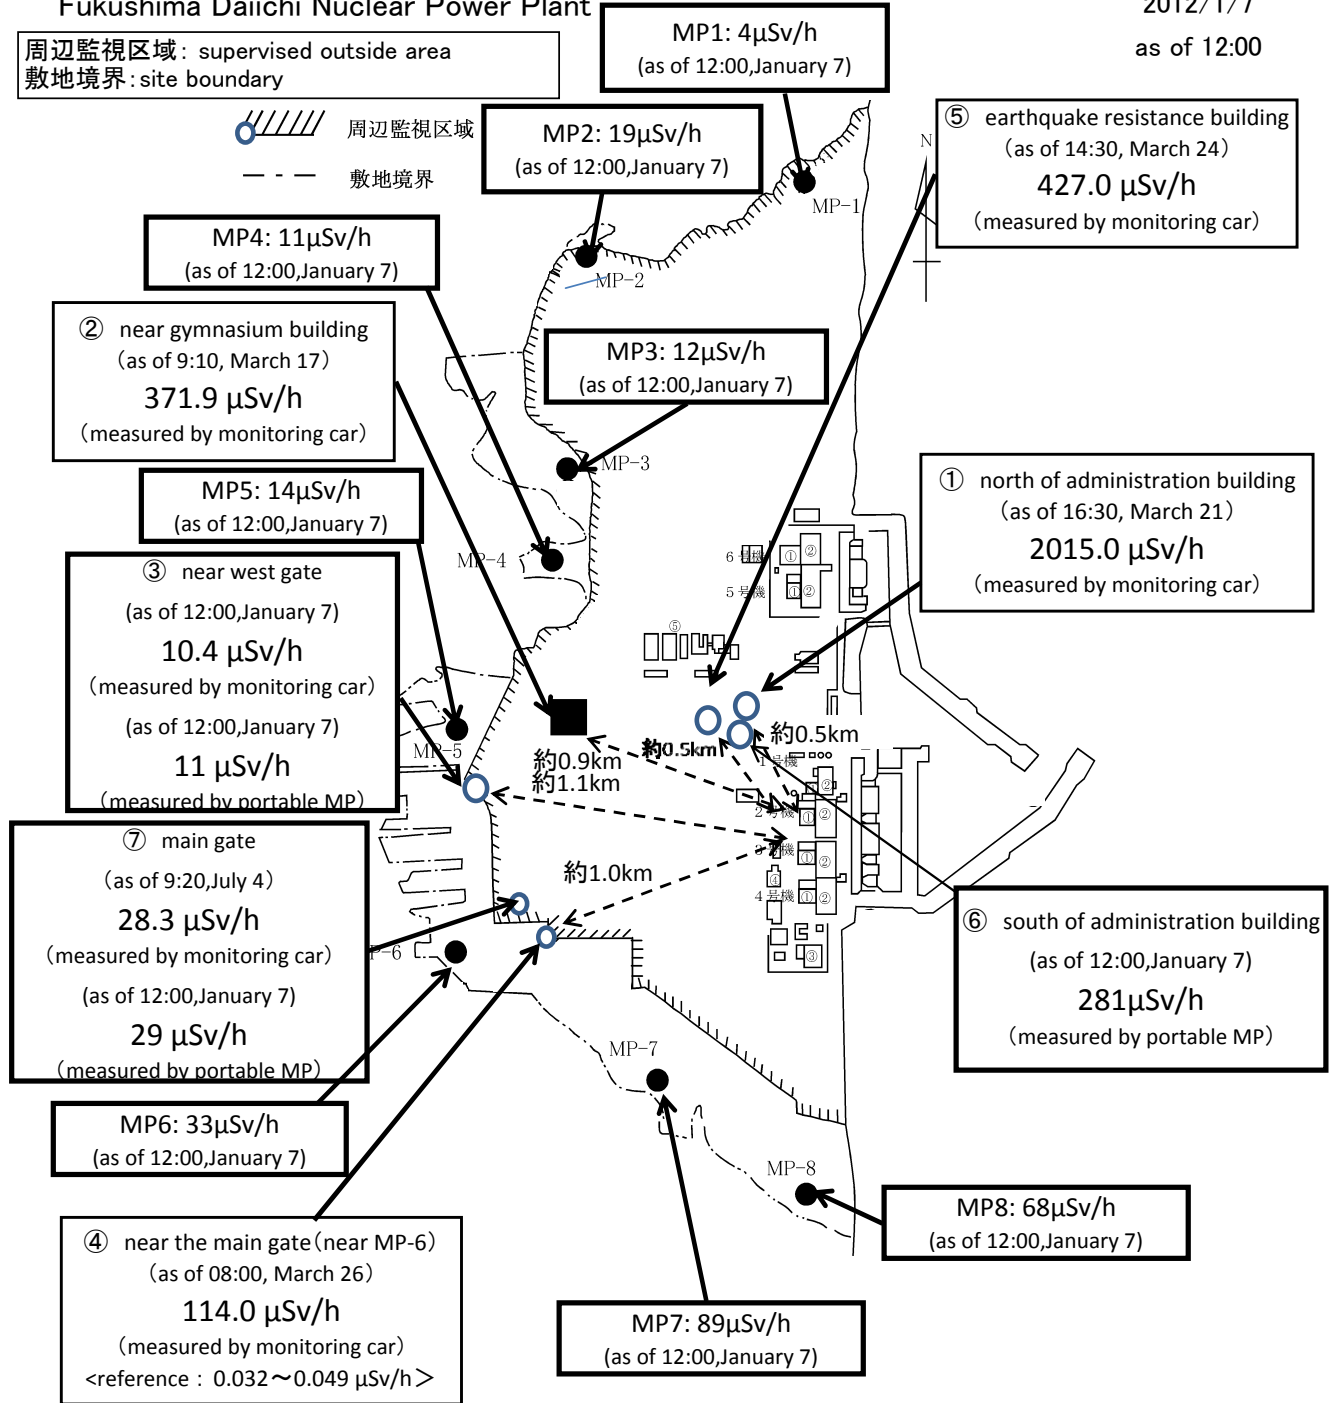 Fukushima Daiichi Nuclear Power Plant
2012/1/7
as of 12:00
周辺監視区域: supervised outside area
敷地境界:site boundary
周辺監視区域
敷地境界
MP1: 4μSv/h
(as of 12:00,January 7)
MP2: 19μSv/h
(as of 12:00,January 7)
⑤ earthquake resistance building
(as of 14:30, March 24)
427.0 μSv/h
(measured by monitoring car)
N
MP-1
MP4: 11μSv/h
(as of 12:00,January 7)
MP-2
② near gymnasium building
(as of 9:10, March 17)
371.9 μSv/h
(measured by monitoring car)
MP3: 12μSv/h
(as of 12:00,January 7)
MP-3
MP5: 14μSv/h
(as of 12:00,January 7)
① north of administration building
(as of 16:30, March 21)
2015.0 μSv/h
(measured by monitoring car)
MP-4
6号機
① ②
5号機
① ②
⑤
③ near west gate
(as of 12:00,January 7)
10.4 μSv/h
(measured by monitoring car)
(as of 12:00,January 7)
11 μSv/h
(measured by portable MP)
MP-5
約0.9km
約1.1km
約0.5km
約0.5km
1号機
① ②
2号機
① ②
3号機
① ②
④
4号機
① ②
③
約1.0km
⑦ main gate
(as of 9:20,July 4)
28.3 μSv/h
(measured by monitoring car)
(as of 12:00,January 7)
29 μSv/h
(measured by portable MP)
P-6
⑥ south of administration building
(as of 12:00,January 7)
281μSv/h
(measured by portable MP)
MP-7
MP6: 33μSv/h
(as of 12:00,January 7)
MP-8
MP8: 68μSv/h
(as of 12:00,January 7)
④ near the main gate(near MP-6)
(as of 08:00, March 26)
114.0 μSv/h
(measured by monitoring car)
<reference : 0.032〜0.049 μSv/h>
MP7: 89μSv/h
(as of 12:00,January 7)